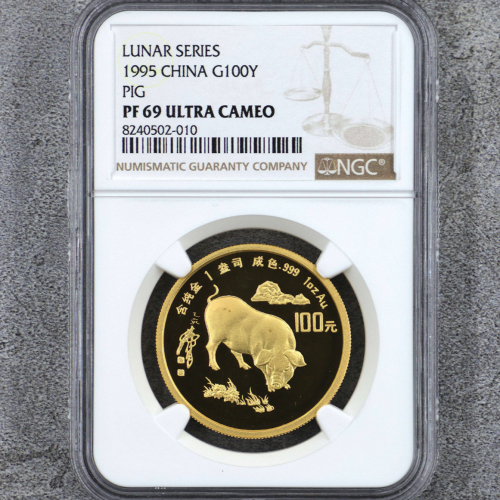 LUNAR SERIES
1995 CHINA G100Y
PIG
PF 69 ULTRA CAMEO
8240502-010
NUMISMATIC GUARANTY COMPANY
NGC®
含纯金 1 盎司 成色.999 1oz Au
100元